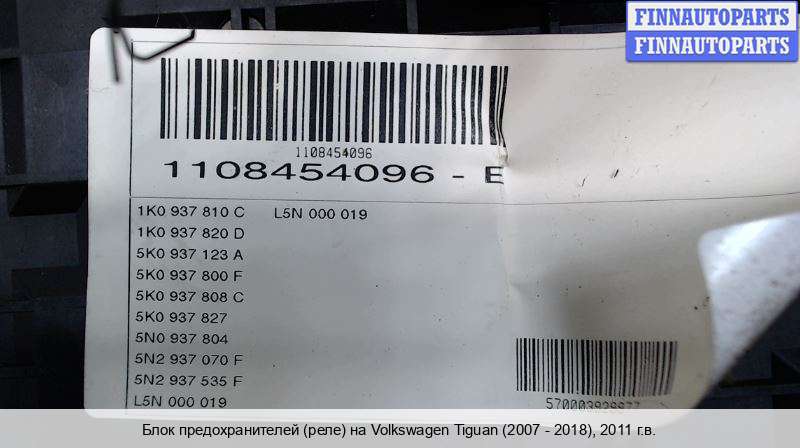 FINNAUTOPARTS
FINNAUTOPARTS
1108454096
1108454096 - E
1K0 937 810 C L5N 000 019
1K0 937 820 D
5K0 937 123 A
5K0 937 800 F
5K0 937 808 C
5K0 937 827
5N0 937 804
5N2 937 070 F
5N2 937 535 F
L5N 000 019
Блок предохранителей (реле) на Volkswagen Tiguan (2007 - 2018), 2011 г.в.